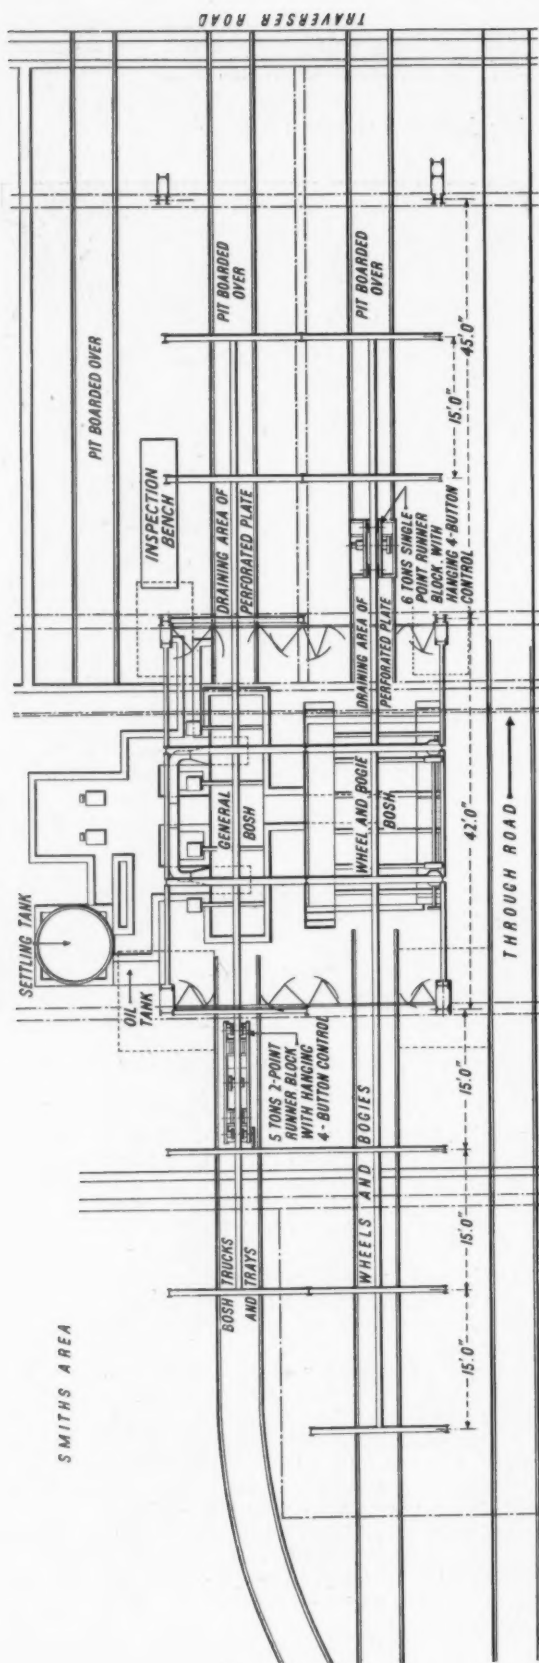 TRAVERSER ROAD
PIT BOARDED OVER
PIT BOARDED
OVER
PIT BOARDED
OVER
INSPECTION
BENCH
DRAINING AREA OF
PERFORATED PLATE
DRAINING AREA OF
PERFORATED PLATE
6 TONS SINGLE-
POINT RUNNER
BLOCK. WITH
HANGING 4-BUTTON
CONTROL
45'.0"
15'.0"
SETTLING TANK
OIL
TANK
GENERAL
BOSH
WHEEL AND BOGIE
BOSH
42'.0"
THROUGH ROAD
5 TONS 2-POINT
RUNNER BLOCK
WITH HANGING
4-BUTTON CONTROL
SMITHS AREA
BOSH TRUCKS
AND TRAYS
WHEELS AND BOGIES
15'.0"
15'.0"
15'.0"